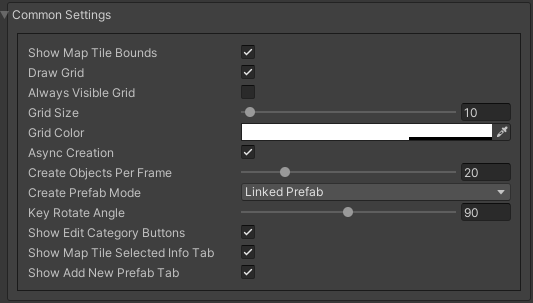 Common Settings
Show Map Tile Bounds
Draw Grid
Always Visible Grid
Grid Size 10
Grid Color
Async Creation
Create Objects Per Frame 20
Create Prefab Mode Linked Prefab
Key Rotate Angle 90
Show Edit Category Buttons
Show Map Tile Selected Info Tab
Show Add New Prefab Tab